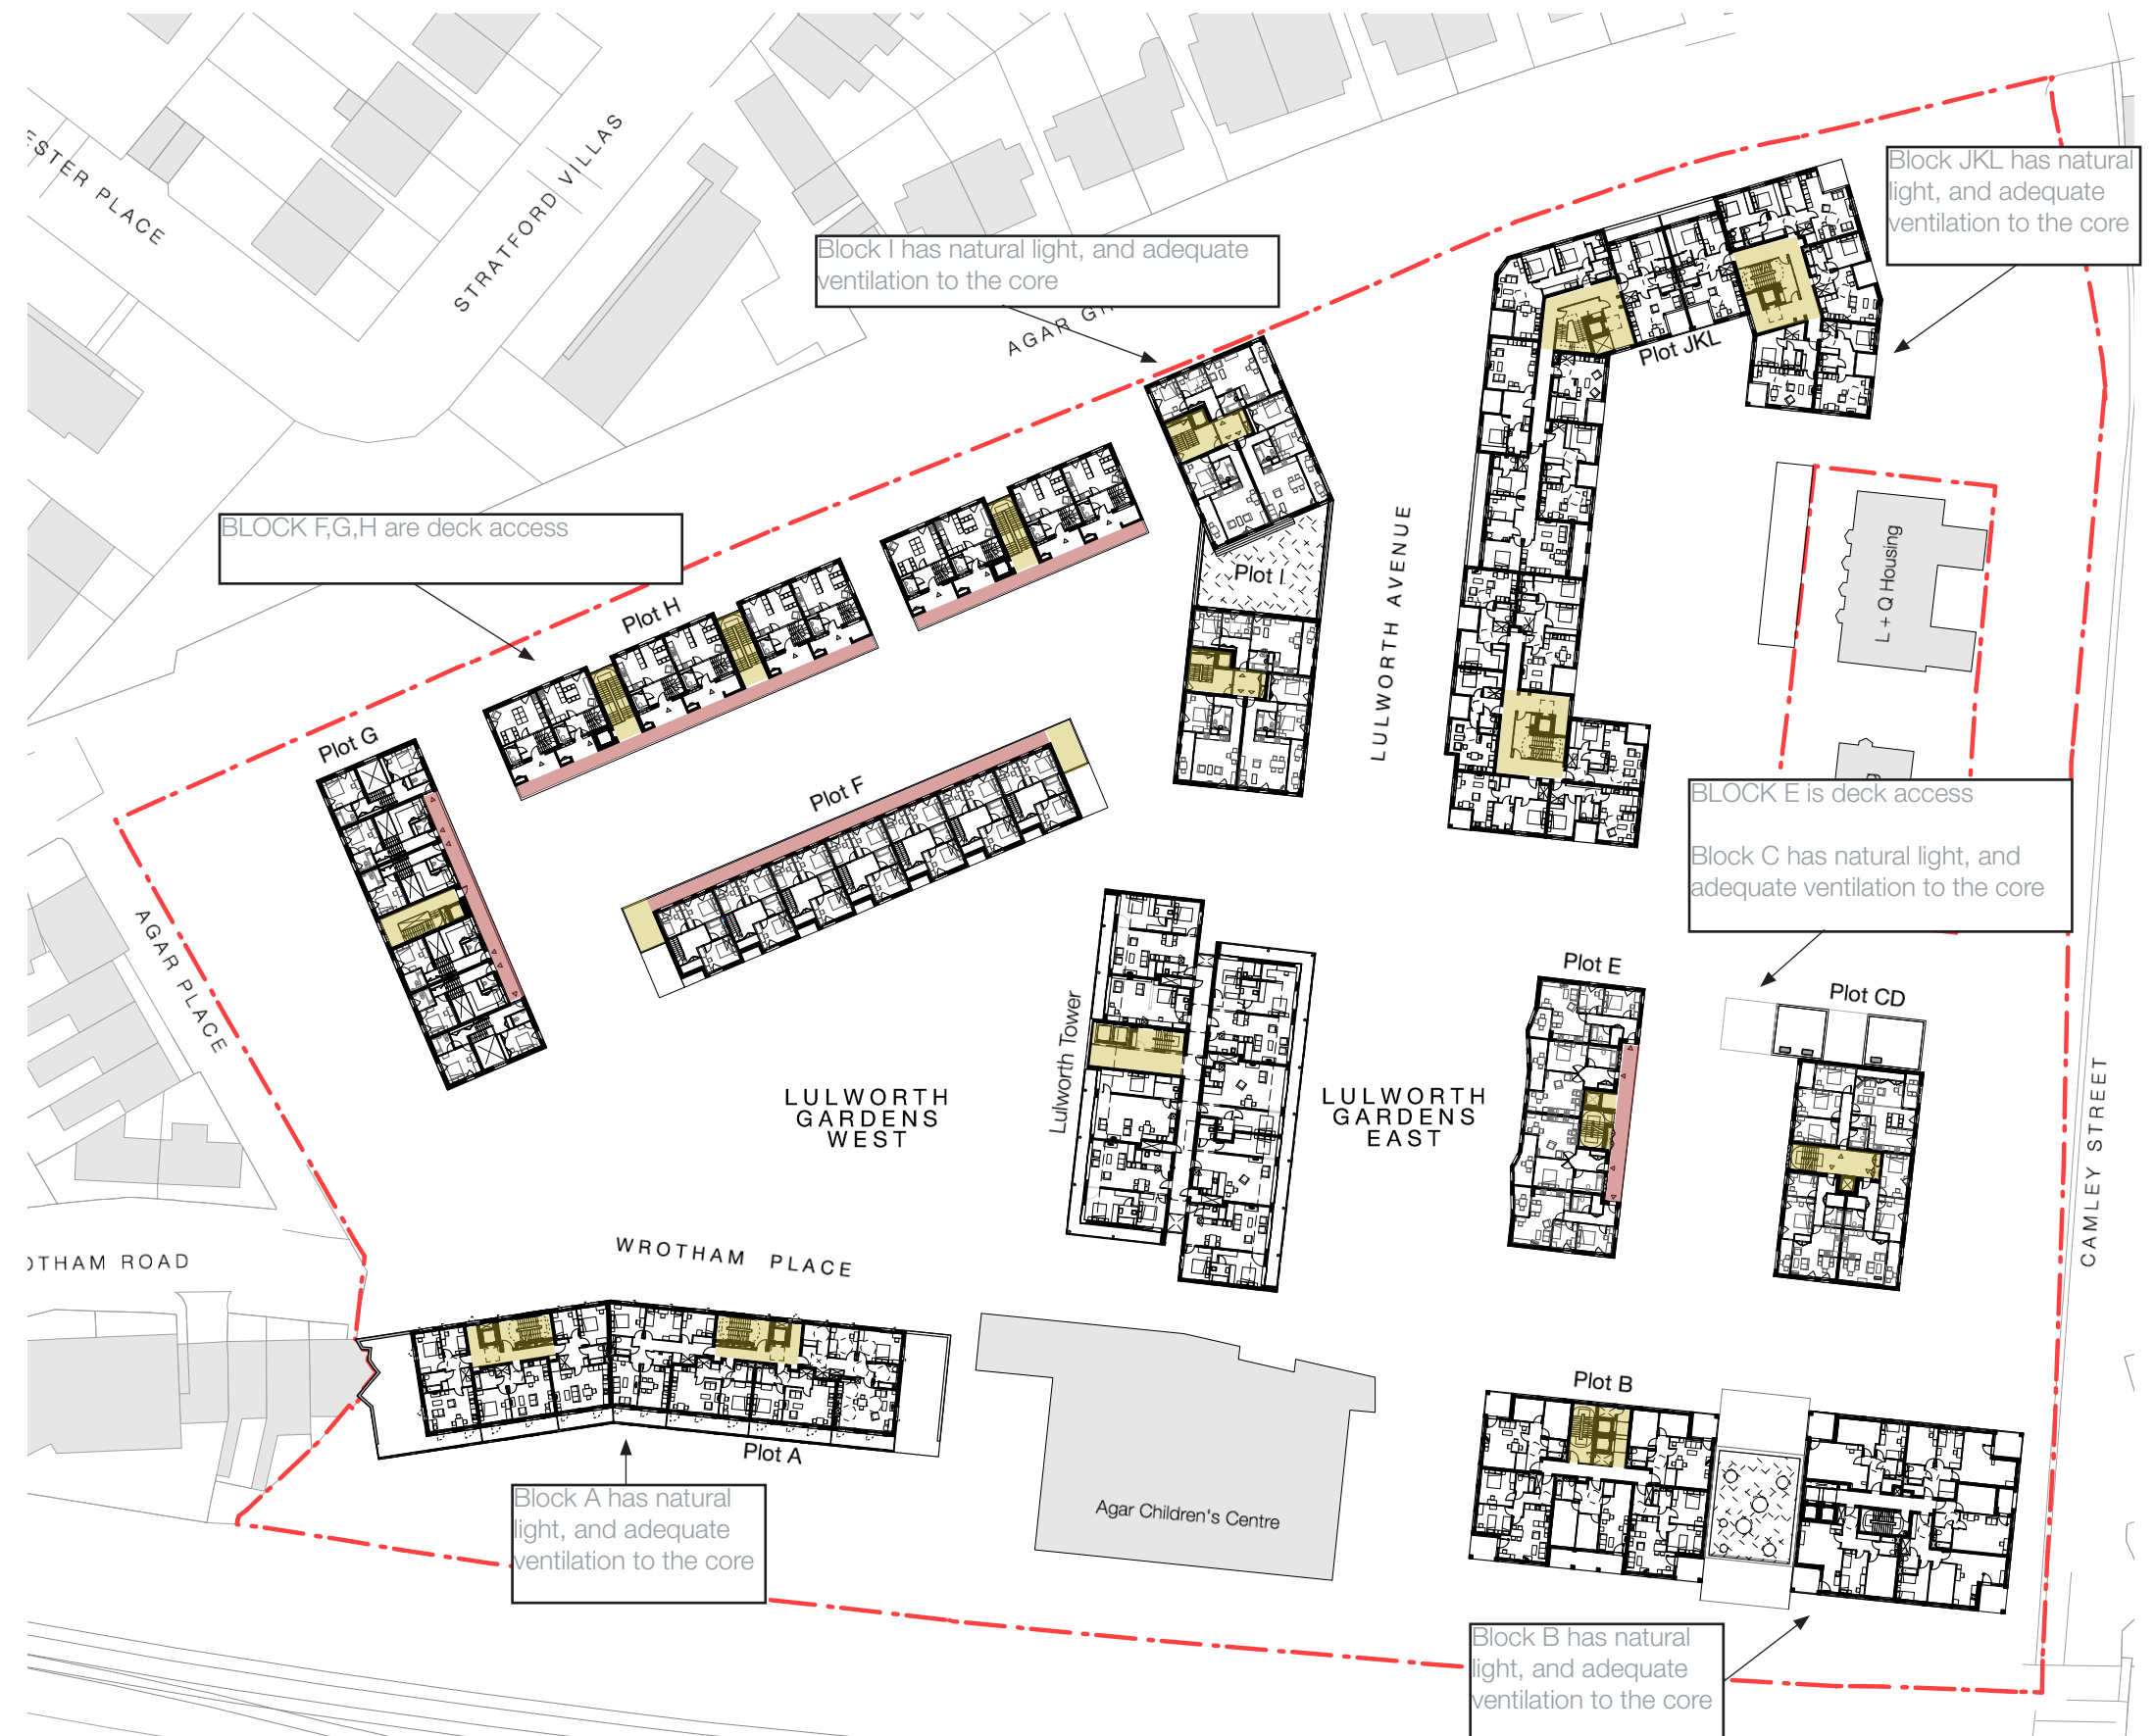 ESTER PLACE
STRATFORD VILLAS
Block JKL has natural
light, and adequate
ventilation to the core
Block I has natural light, and adequate
ventilation to the core
AGAR
Plot JKL
BLOCK F,G,H are deck access
Plot I
Plot H
LULWORTH AVENUE
L + Q Housing
Plot G
Plot F
BLOCK E is deck access
Block C has natural light, and
adequate ventilation to the core
AGAR PLACE
Plot E
Plot CD
Lulworth Tower
LULWORTH
GARDENS
WEST
LULWORTH
GARDENS
EAST
CAMLEY STREET
OTHAM ROAD
WROTHAM PLACE
Plot A
Plot B
Agar Children's Centre
Block A has natural
light, and adequate
ventilation to the core
Block B has natural
light, and adequate
ventilation to the core